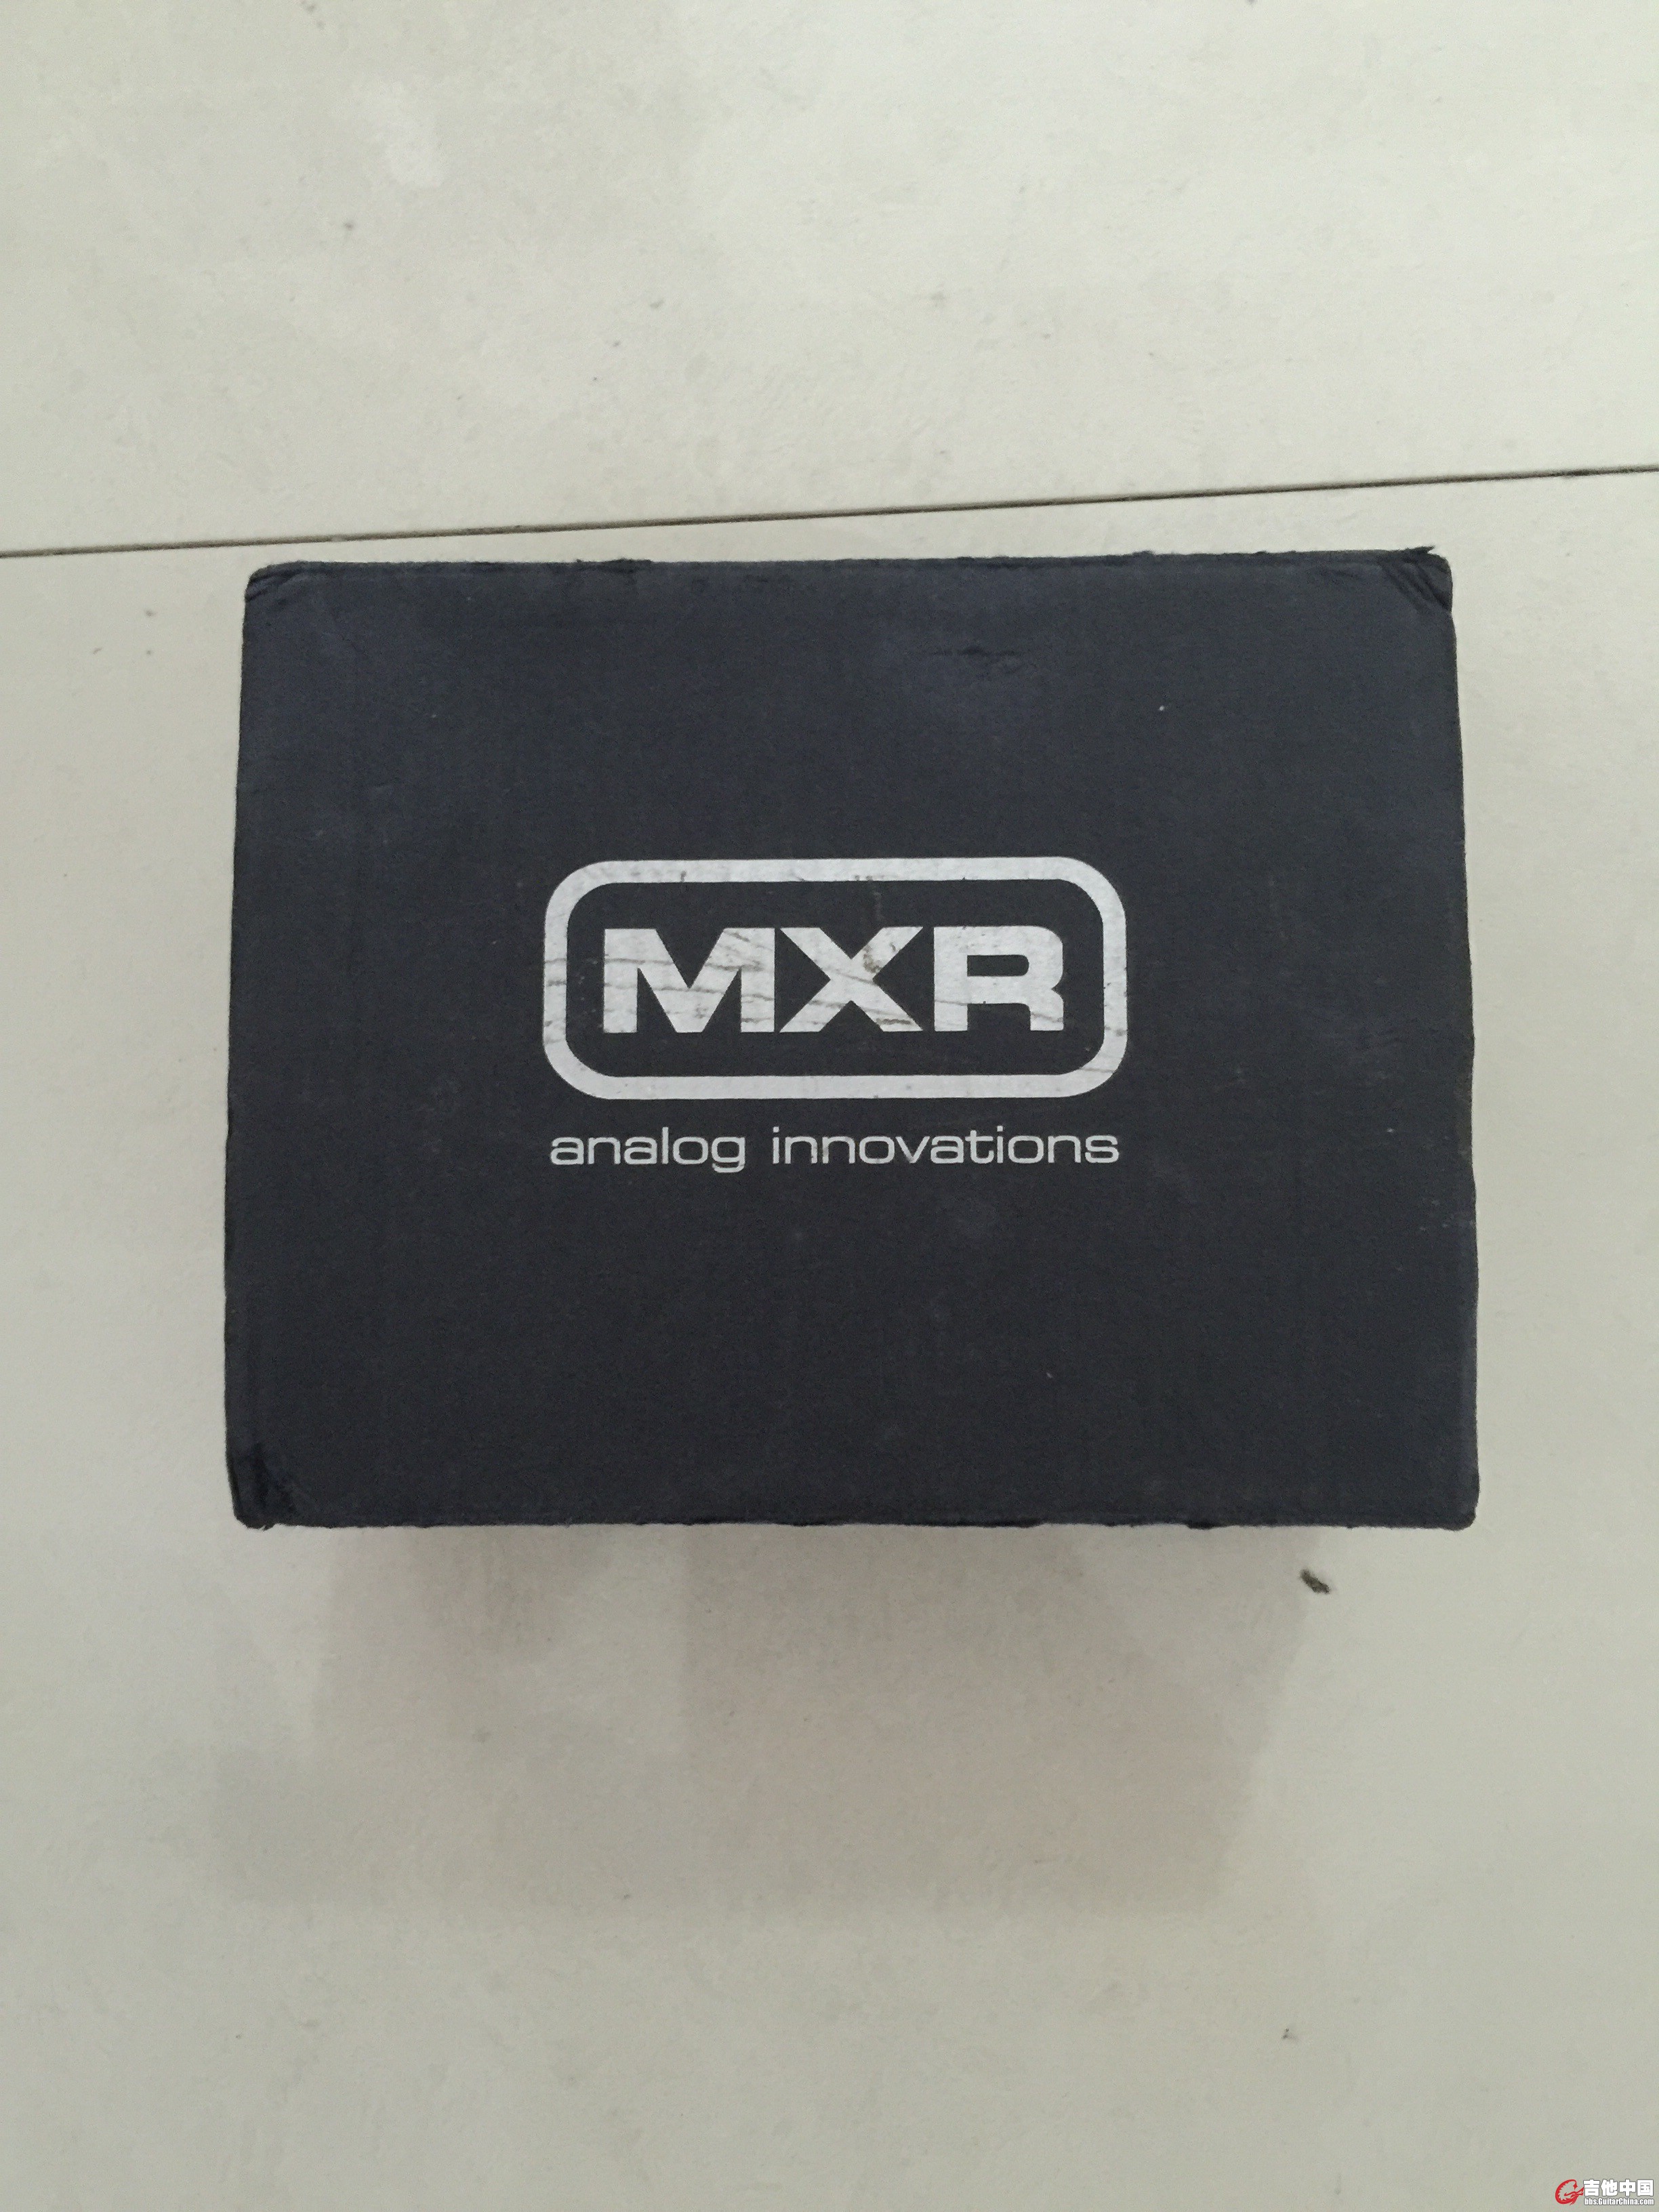 MXR
analog innovations
吉他中国
bbs.GuitarChina.com